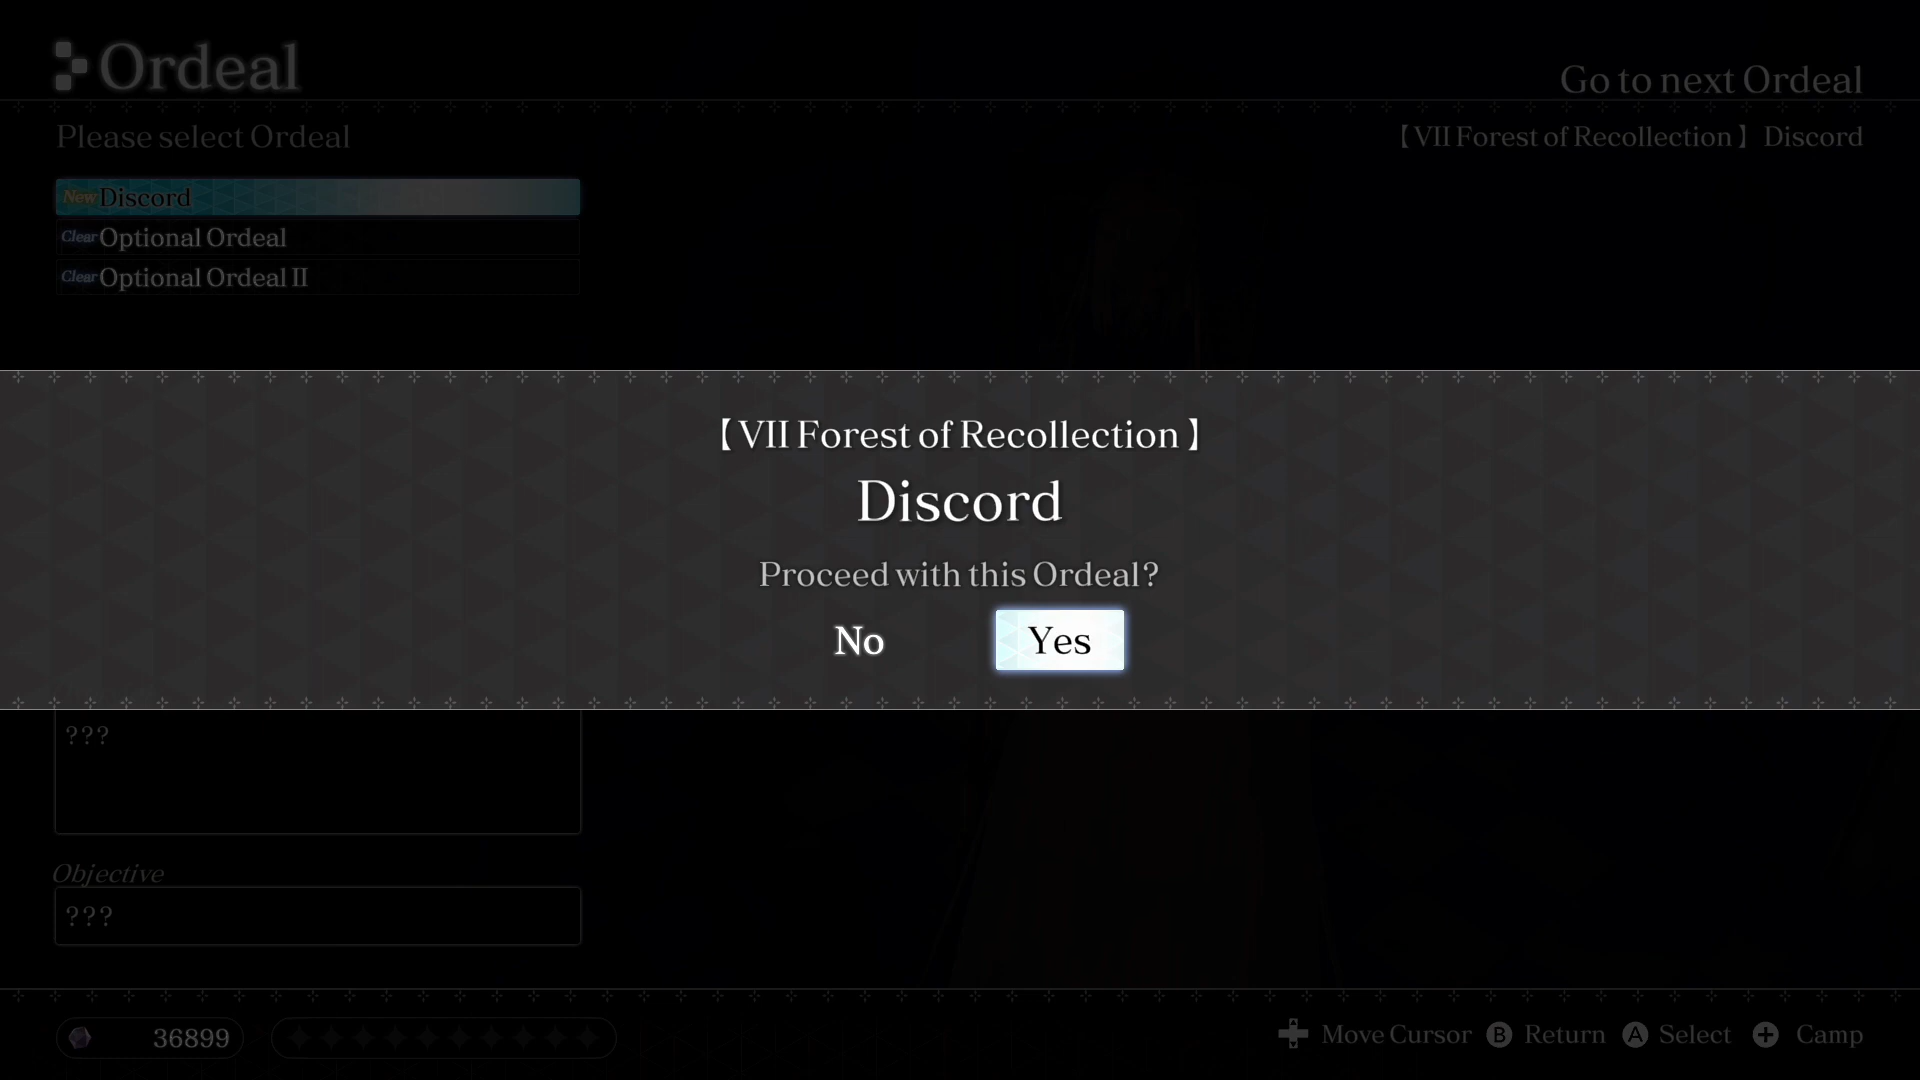 Ordeal
Go to next Ordeal
Please select Ordeal
【VII Forest of Recollection】 Discord
New Discord
Clear Optional Ordeal
Clear Optional Ordeal II
【VII Forest of Recollection】
Discord
Proceed with this Ordeal?
No
Yes
???
Objective
???
36899
Move Cursor B Return A Select + Camp